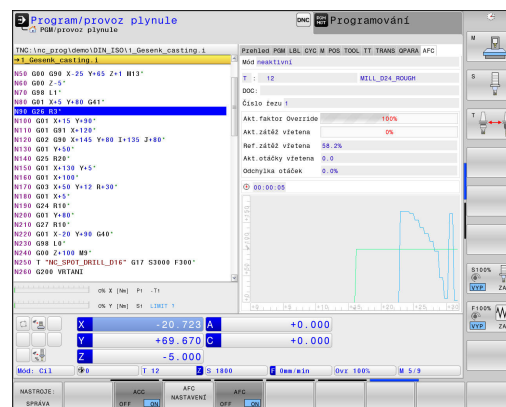 Program/provoz plynule
PGM/provoz plynule
DNC
Programování
TNC:\nc_prog\demo\DIN_ISO\1_Gesenk_casting.i
→1_Gesenk_casting.i
N50 G00 G90 X-25 Y+65 Z+1 M13*
N60 G00 Z-5*
N70 G98 L1*
N80 G01 X+5 Y+80 G41*
N90 G26 R3*
N100 G01 X+15 Y+90*
N110 G01 G91 X+120*
N120 G02 G90 X+145 Y+80 I+135 J+80*
N130 G01 Y+50*
N140 G25 R20*
N150 G01 X+130 Y+5*
N160 G01 X+100*
N170 G03 X+50 Y+12 R+30*
N180 G01 X+5*
N190 G24 R10*
N200 G01 Y+80*
N210 G27 R10*
N220 G01 X-20 Y+90 G40*
N230 G98 L0*
N240 G00 Z+100 M9*
N250 T "NC_SPOT_DRILL_D16" G17 S3000 F300*
N260 G200 VRTANI
0% X [Nm] P1 -T1
0% Y [Nm] S1 LIMIT 1
Prehled PGM LBL CYC M POS TOOL TT TRANS QPARA AFC
Mód neaktivní
T : 12 MILL_D24_ROUGH
DOC:
Číslo řezu 1
Akt.faktor Override 100%
Akt.zátěž vřetena 0%
Ref.zátěž vřetena 58.2%
Akt.otáčky vřetena 0.0
Odchylka otáček 0.0%
00:00:05
X -20.723 A +0.000
Y +69.670 C +0.000
Z -5.000
Mód: Cíl 0 T 12 Z S 1800 F 0mm/min Ovr 100% M 5/9
NASTROJE:
SPRÁVA
ACC
OFF ON
AFC
NASTAVENÍ
AFC
OFF ON
M
S
T
S100%
VYP ZA
F100%
VYP ZA